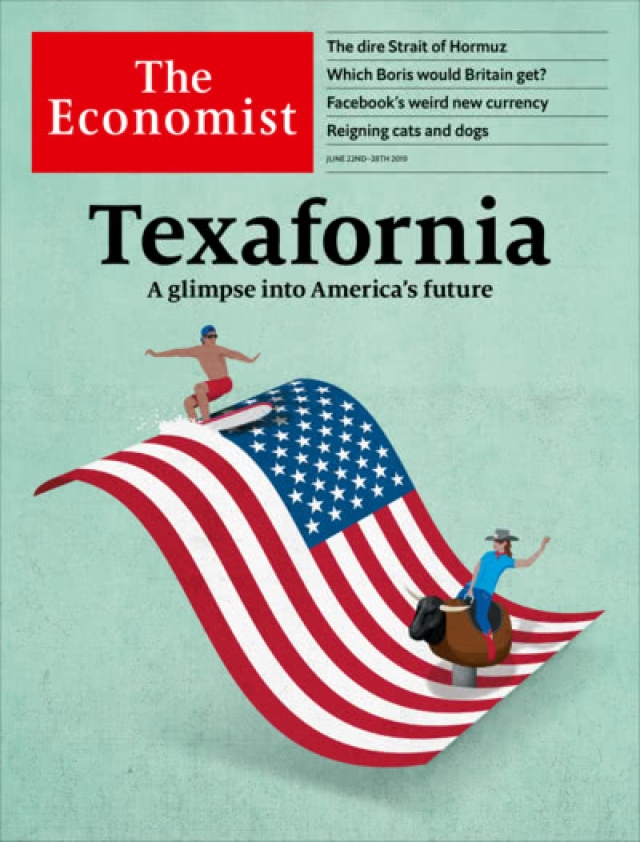 The
Economist
The dire Strait of Hormuz
Which Boris would Britain get?
Facebook's weird new currency
Reigning cats and dogs
JUNE 22ND–28TH 2019
Texafornia
A glimpse into America's future